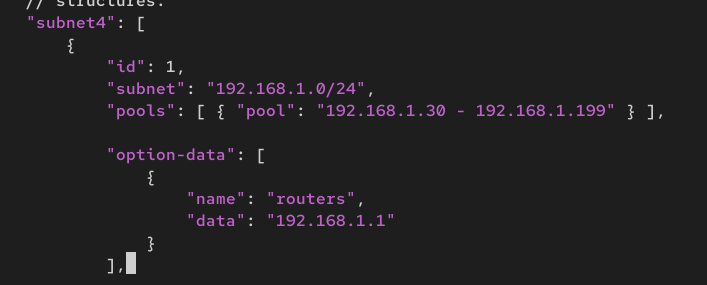 // structures.
"subnet4": [
{
"id": 1,
"subnet": "192.168.1.0/24",
"pools": [ { "pool": "192.168.1.30 - 192.168.1.199" } ],
"option-data": [
{
"name": "routers",
"data": "192.168.1.1"
}
],